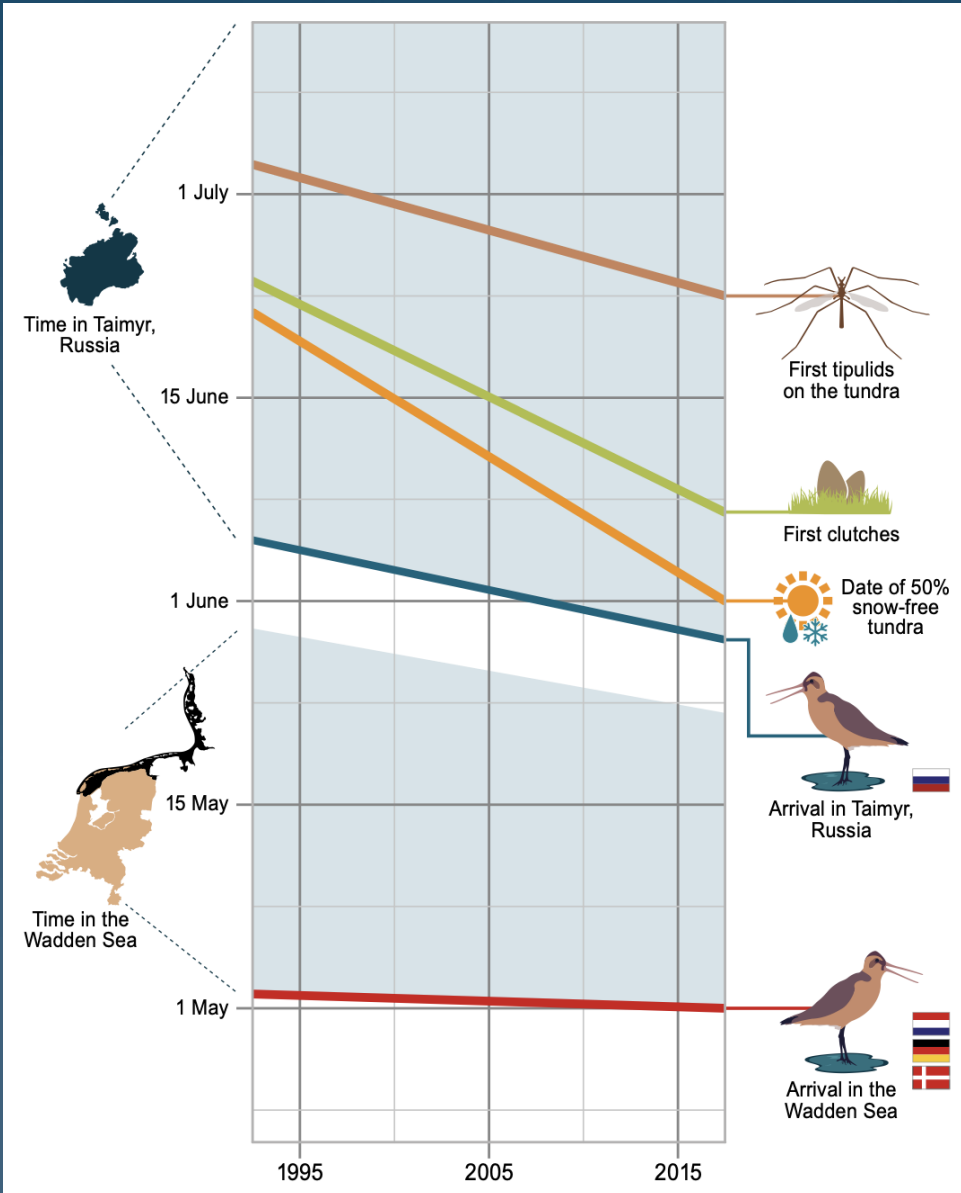 1 July
Time in Taimyr,
Russia
First tipulids
on the tundra
15 June
First clutches
1 June
Date of 50%
snow-free
tundra
15 May
Arrival in Taimyr,
Russia
Time in the
Wadden Sea
1 May
Arrival in the
Wadden Sea
1995
2005
2015